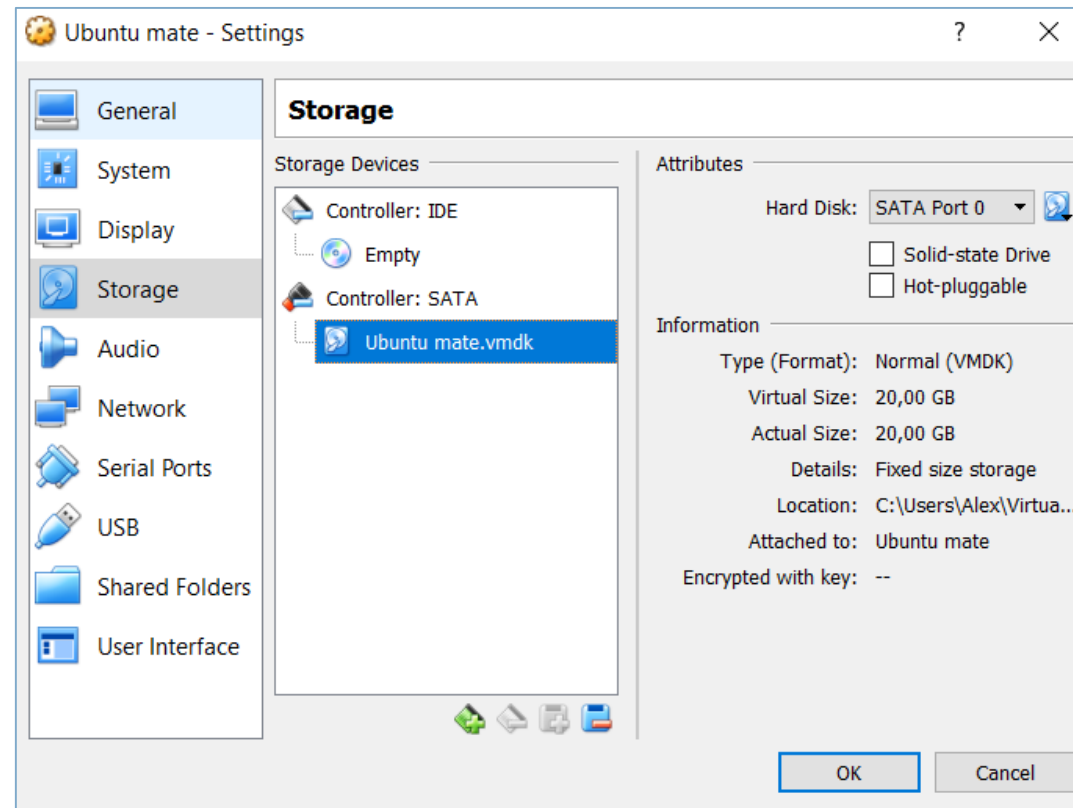 Ubuntu mate - Settings
?
General
System
Display
Storage
Audio
Network
Serial Ports
USB
Shared Folders
User Interface
Storage
Storage Devices
Controller: IDE
Empty
Controller: SATA
Ubuntu mate.vmdk
Attributes
Hard Disk: SATA Port 0
Solid-state Drive
Hot-pluggable
Information
Type (Format): Normal (VMDK)
Virtual Size: 20,00 GB
Actual Size: 20,00 GB
Details: Fixed size storage
Location: C:\Users\Alex\Virtua...
Attached to: Ubuntu mate
Encrypted with key: --
OK
Cancel